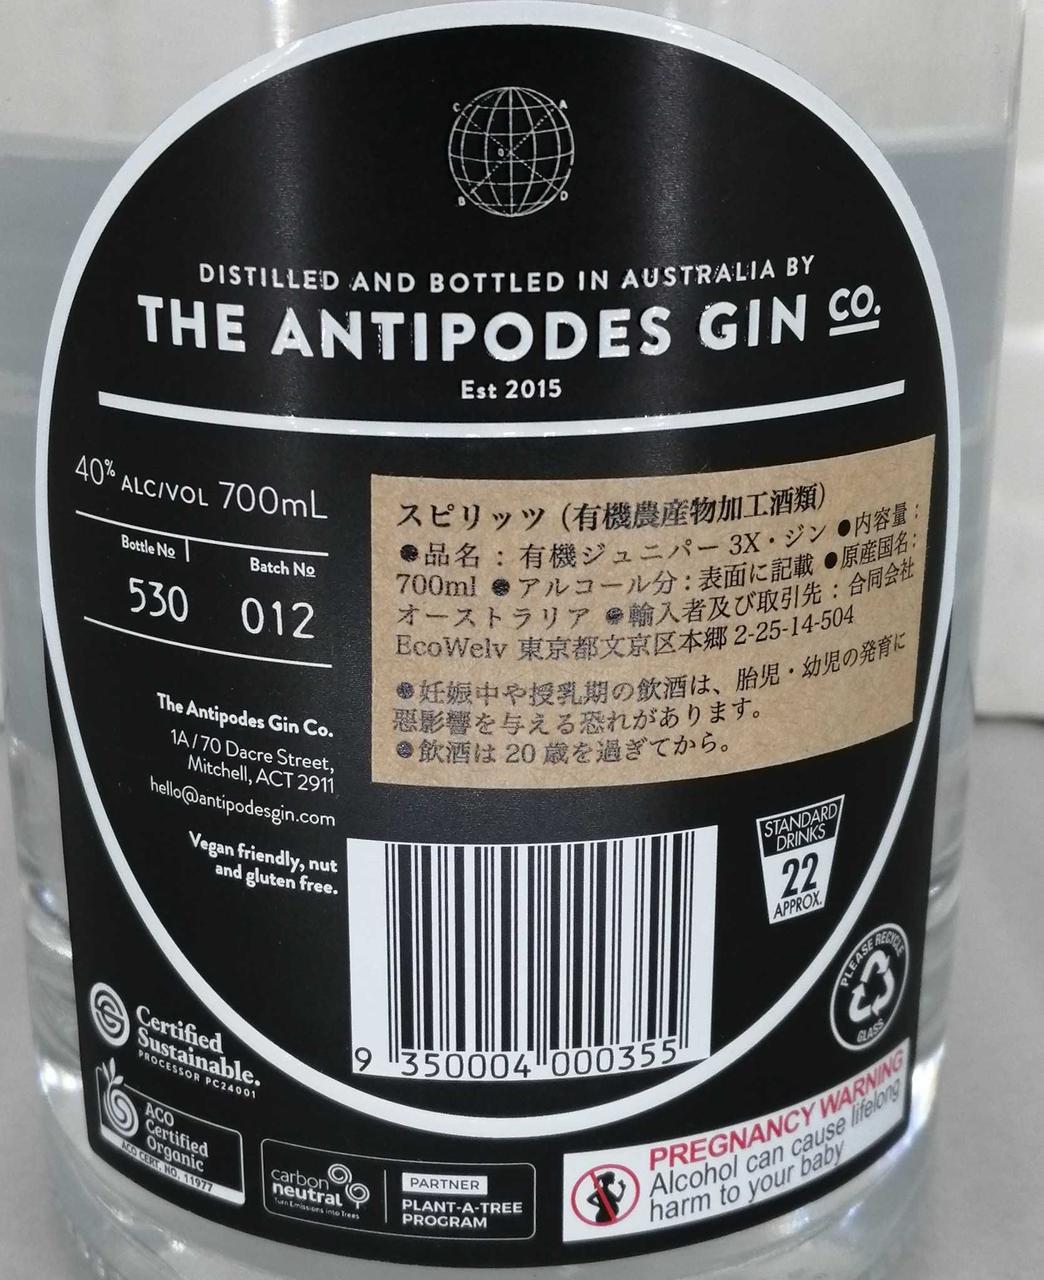 C A
0X
B D
DISTILLED AND BOTTLED IN AUSTRALIA BY
THE ANTIPODES GIN CO.
Est 2015
40% ALC/VOL 700mL
Bottle No
Batch No
530
012
スピリッツ（有機農産物加工酒類）
●品名：有機ジュニパー 3X・ジン ●内容量：
700ml ●アルコール分：表面に記載 ●原産国名：
オーストラリア ●輸入者及び取引先：合同会社
EcoWelv 東京都文京区本郷 2-25-14-504
●妊娠中や授乳期の飲酒は、胎児・幼児の発育に
悪影響を与える恐れがあります。
●飲酒は 20 歳を過ぎてから。
The Antipodes Gin Co.
1A / 70 Dacre Street,
Mitchell, ACT 2911
hello@antipodesgin.com
Vegan friendly, nut
and gluten free.
STANDARD
DRINKS
22
APPROX.
9 350004 000355
PLEASE RECYCLE
GLASS
Certified
Sustainable.
PROCESSOR PC24001
ACO
Certified
Organic
ACO CERT. NO. 11977
carbon
neutral
Turn Emissions into Trees
PARTNER
PLANT-A-TREE
PROGRAM
PREGNANCY WARNING
Alcohol can cause lifelong
harm to your baby